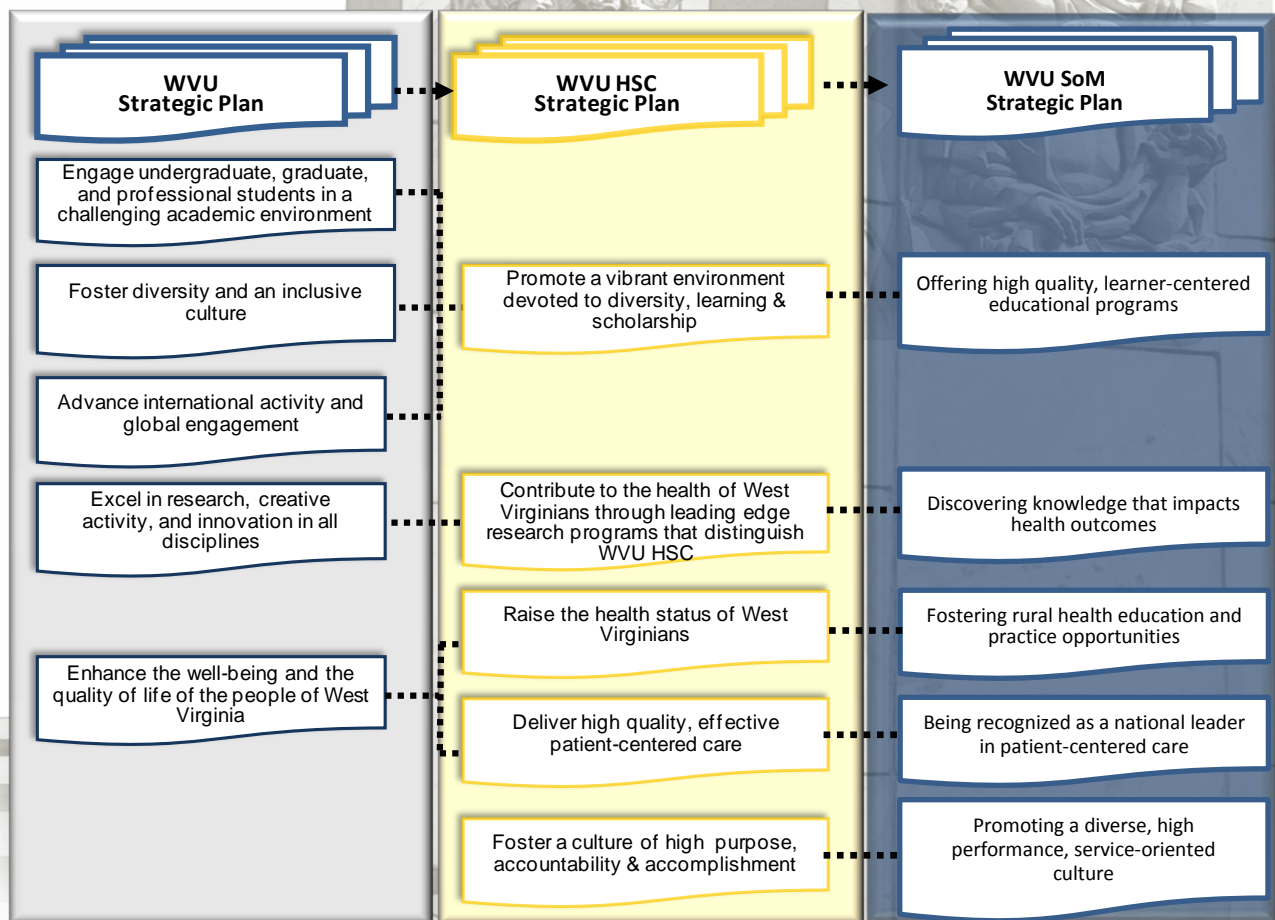 WVU
Strategic Plan
Engage undergraduate, graduate,
and professional students in a
challenging academic environment
Foster diversity and an inclusive
culture
Advance international activity and
global engagement
Excel in research, creative
activity, and innovation in all
disciplines
Enhance the well-being and the
quality of life of the people of West
Virginia
WVU HSC
Strategic Plan
Promote a vibrant environment
devoted to diversity, learning &
scholarship
Contribute to the health of West
Virginians through leading edge
research programs that distinguish
WVU HSC
Raise the health status of West
Virginians
Deliver high quality, effective
patient-centered care
Foster a culture of high purpose,
accountability & accomplishment
WVU SoM
Strategic Plan
Offering high quality, learner-centered
educational programs
Discovering knowledge that impacts
health outcomes
Fostering rural health education and
practice opportunities
Being recognized as a national leader
in patient-centered care
Promoting a diverse, high
performance, service-oriented
culture